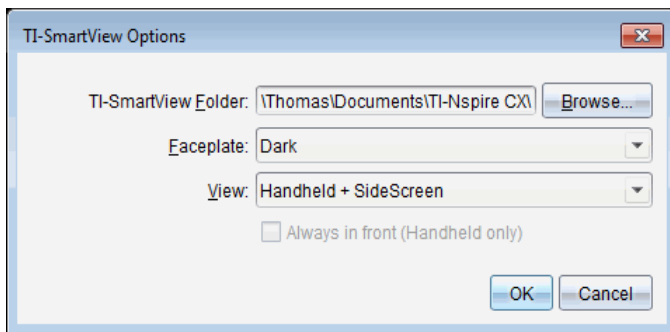 TI-SmartView Options
TI-SmartView Folder: \Thomas\Documents\TI-Nspire CX\ Browse...
Faceplate: Dark
View: Handheld + SideScreen
Always in front (Handheld only)
OK Cancel